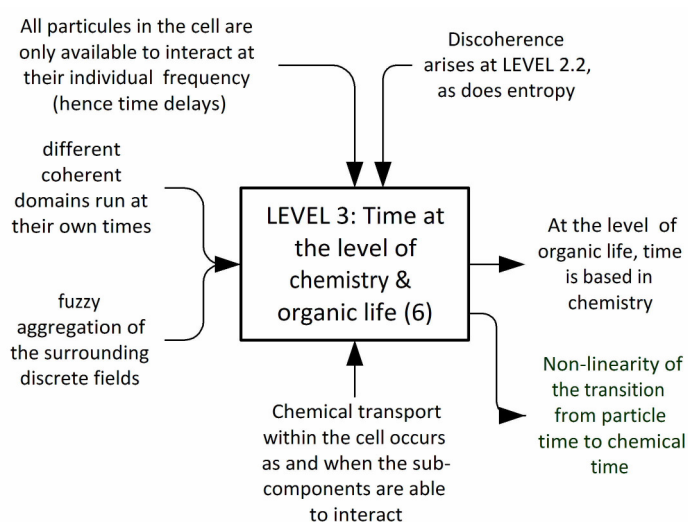 All particules in the cell are
only available to interact at
their individual frequency
(hence time delays)
Discoherence
arises at LEVEL 2.2,
as does entropy
different
coherent
domains run at
their own times
LEVEL 3: Time at
the level of
chemistry &
organic life (6)
At the level of
organic life, time
is based in
chemistry
fuzzy
aggregation of
the surrounding
discrete fields
Non-linearity of
the transition
from particle
time to chemical
time
Chemical transport
within the cell occurs
as and when the sub-
components are able
to interact